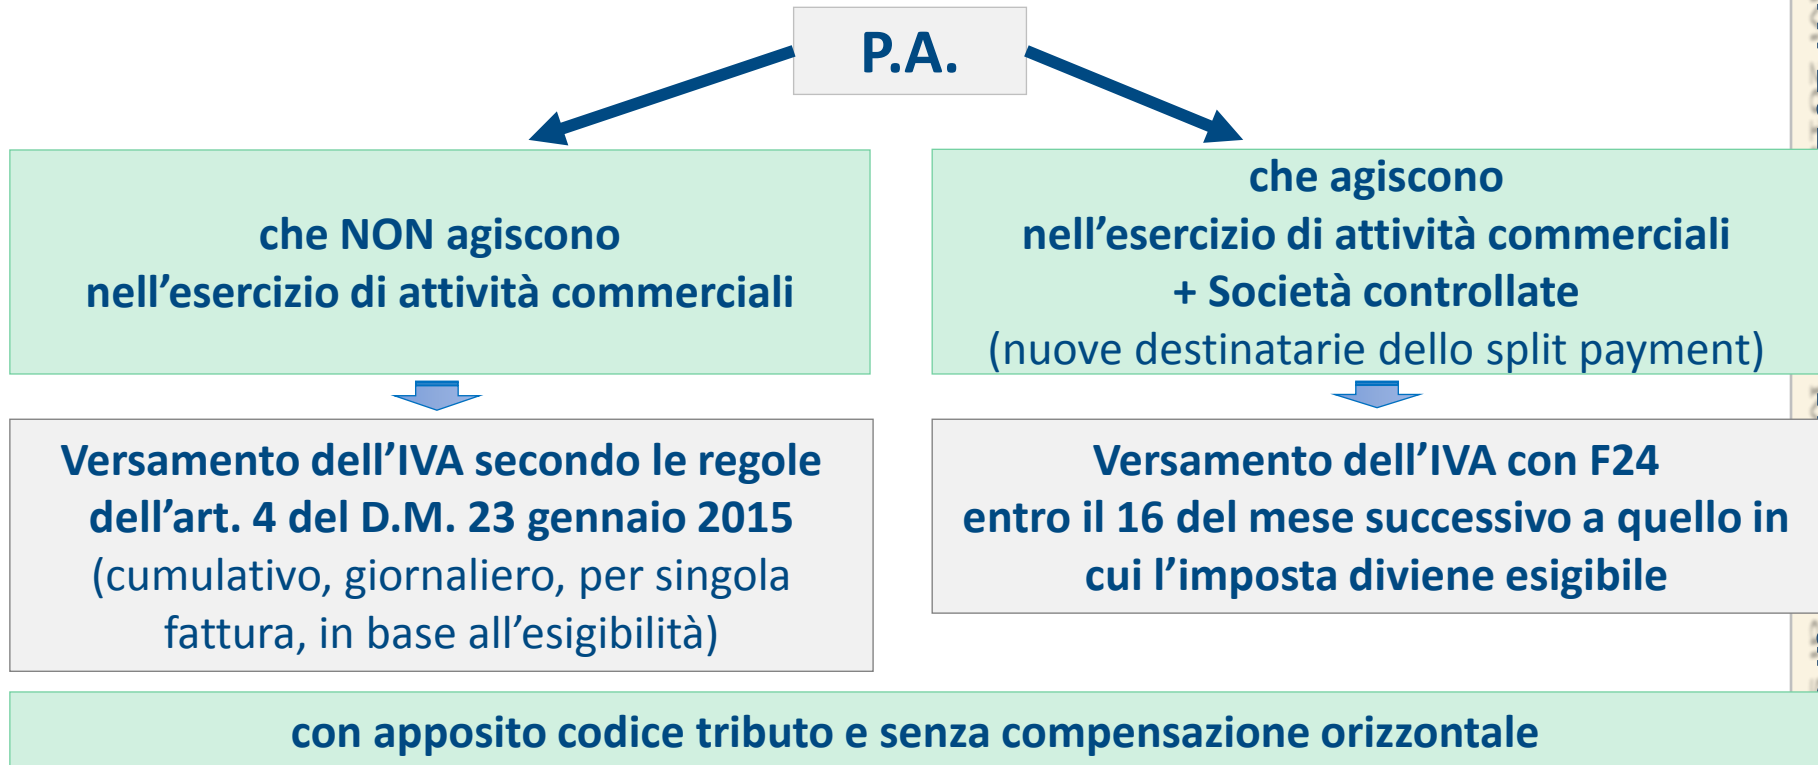 P.A.
che NON agiscono
nell'esercizio di attività commerciali
che agiscono
nell'esercizio di attività commerciali
+ Società controllate
(nuove destinatarie dello split payment)
Versamento dell'IVA secondo le regole
dell'art. 4 del D.M. 23 gennaio 2015
(cumulativo, giornaliero, per singola
fattura, in base all'esigibilità)
Versamento dell'IVA con F24
entro il 16 del mese successivo a quello in
cui l'imposta diviene esigibile
con apposito codice tributo e senza compensazione orizzontale